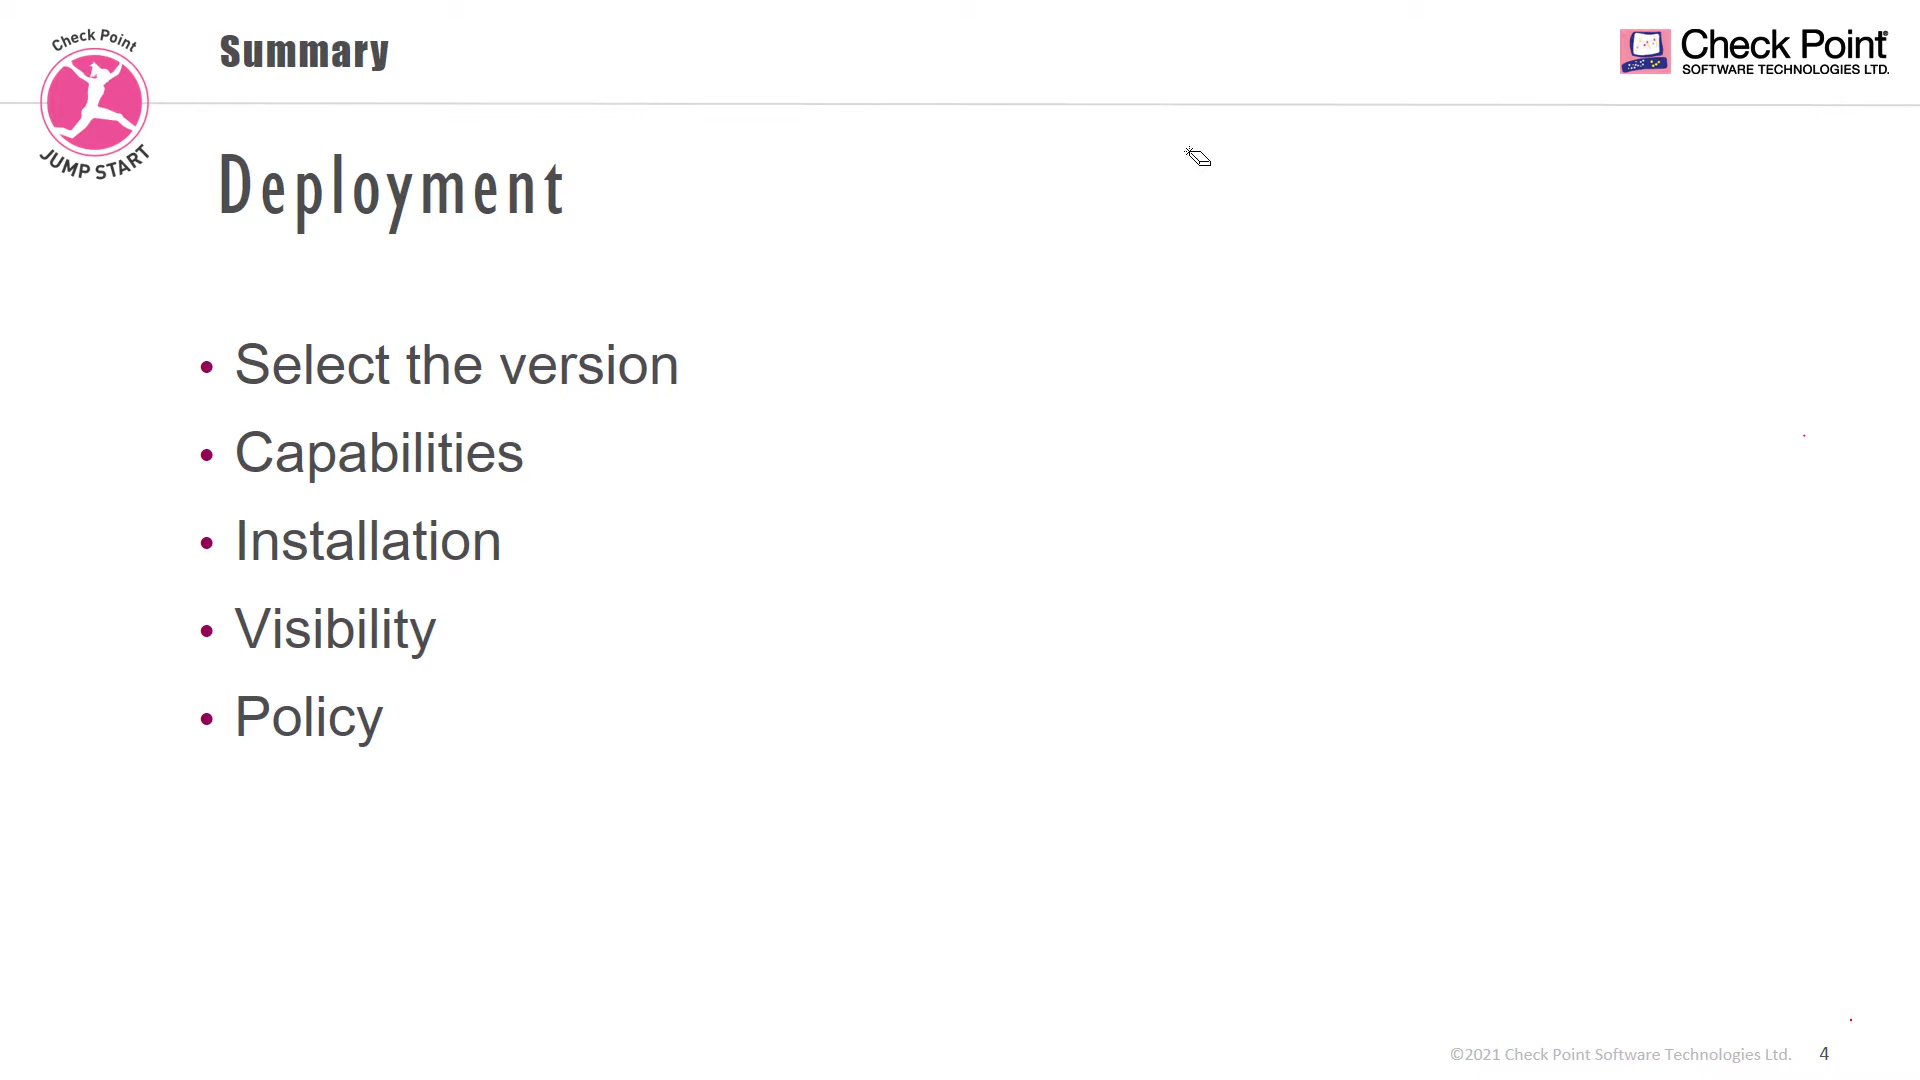 Check Point
JUMP START
Summary
Check Point
SOFTWARE TECHNOLOGIES LTD.
Deployment
• Select the version
• Capabilities
• Installation
• Visibility
• Policy
©2021 Check Point Software Technologies Ltd. 4